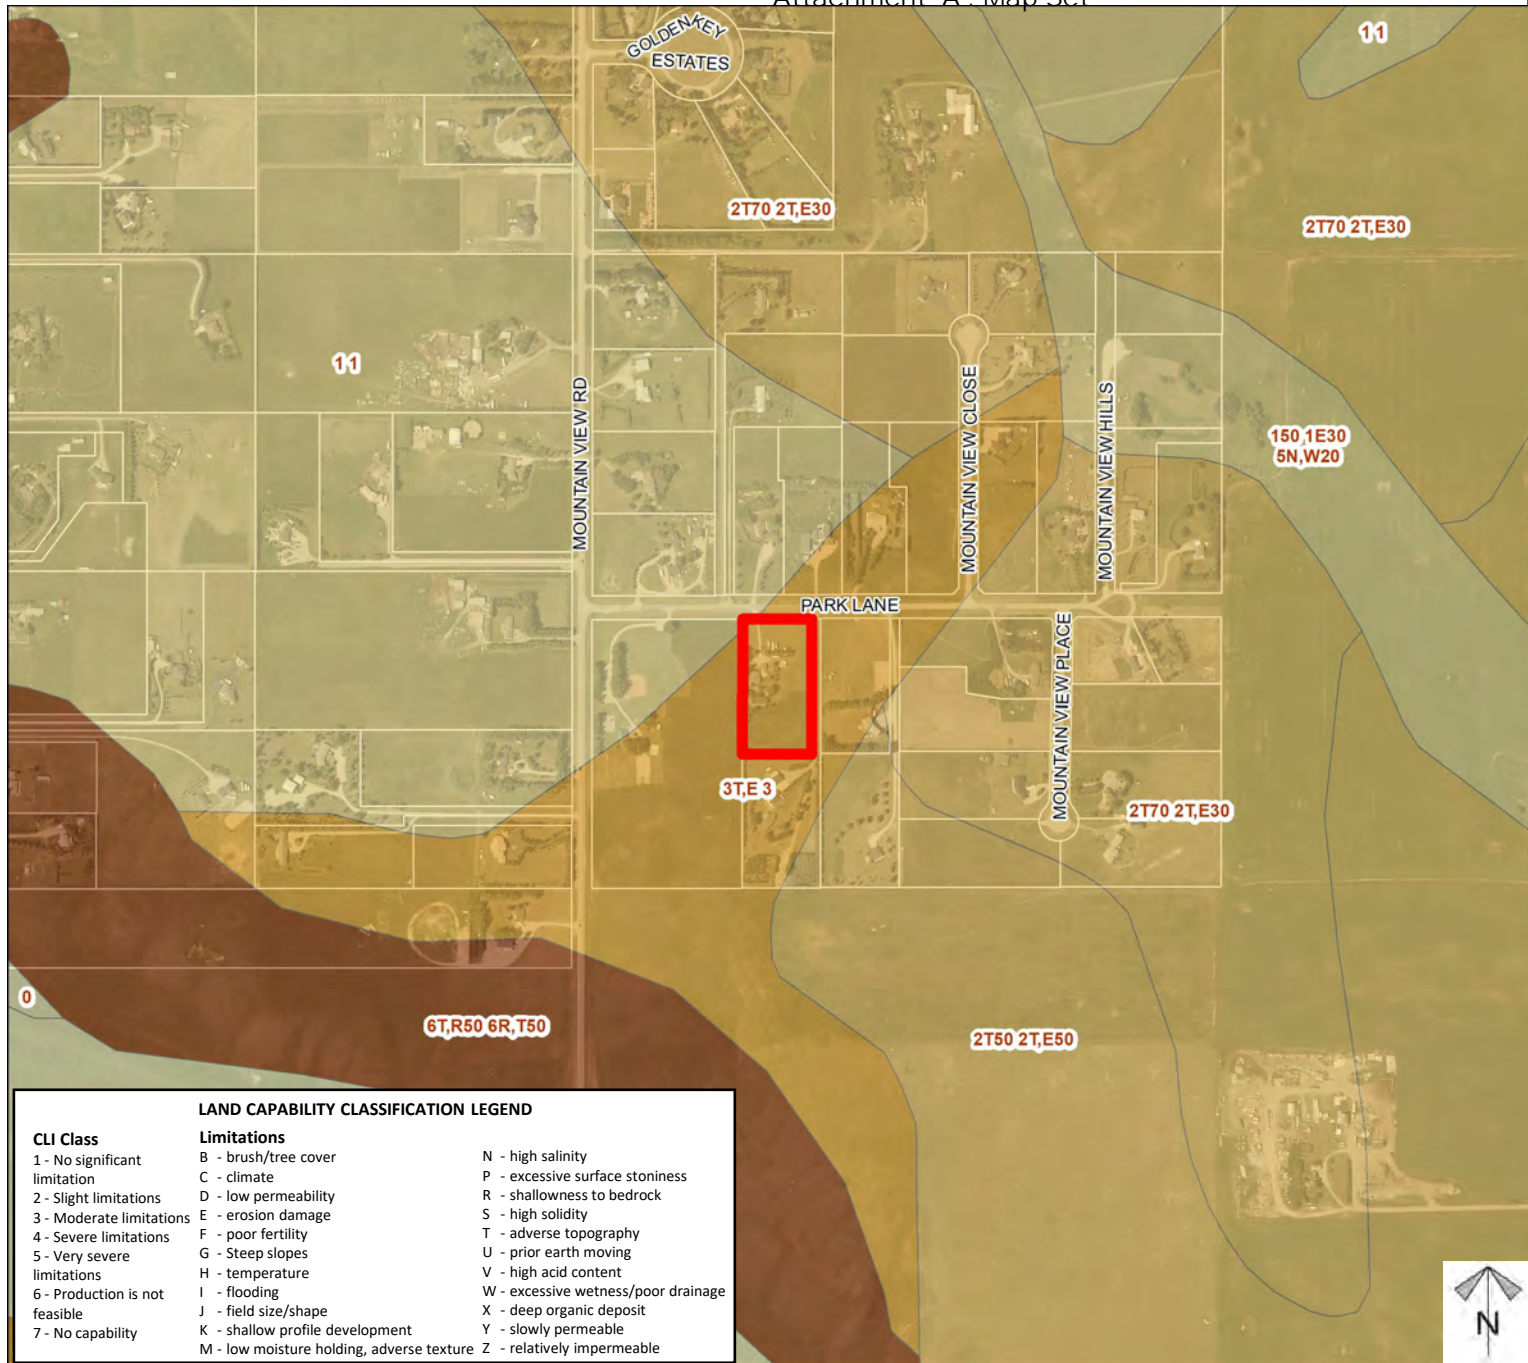 Attachment 'A': Map Set
11
GOLDENKEY
ESTATES
2T70 2T,E30
2T70 2T,E30
11
MOUNTAIN VIEW RD
MOUNTAIN VIEW CLOSE
MOUNTAIN VIEW HILLS
150 1E30
5N,W20
PARK LANE
MOUNTAIN VIEW PLACE
3T,E 3
2T70 2T,E30
0
6T,R50 6R,T50
2T50 2T,E50
LAND CAPABILITY CLASSIFICATION LEGEND
CLI Class
1 - No significant
limitation
2 - Slight limitations
3 - Moderate limitations
4 - Severe limitations
5 - Very severe
limitations
6 - Production is not
feasible
7 - No capability
Limitations
B - brush/tree cover
C - climate
D - low permeability
E - erosion damage
F - poor fertility
G - Steep slopes
H - temperature
I - flooding
J - field size/shape
K - shallow profile development
M - low moisture holding, adverse texture
N - high salinity
P - excessive surface stoniness
R - shallowness to bedrock
S - high solidity
T - adverse topography
U - prior earth moving
V - high acid content
W - excessive wetness/poor drainage
X - deep organic deposit
Y - slowly permeable
Z - relatively impermeable
N